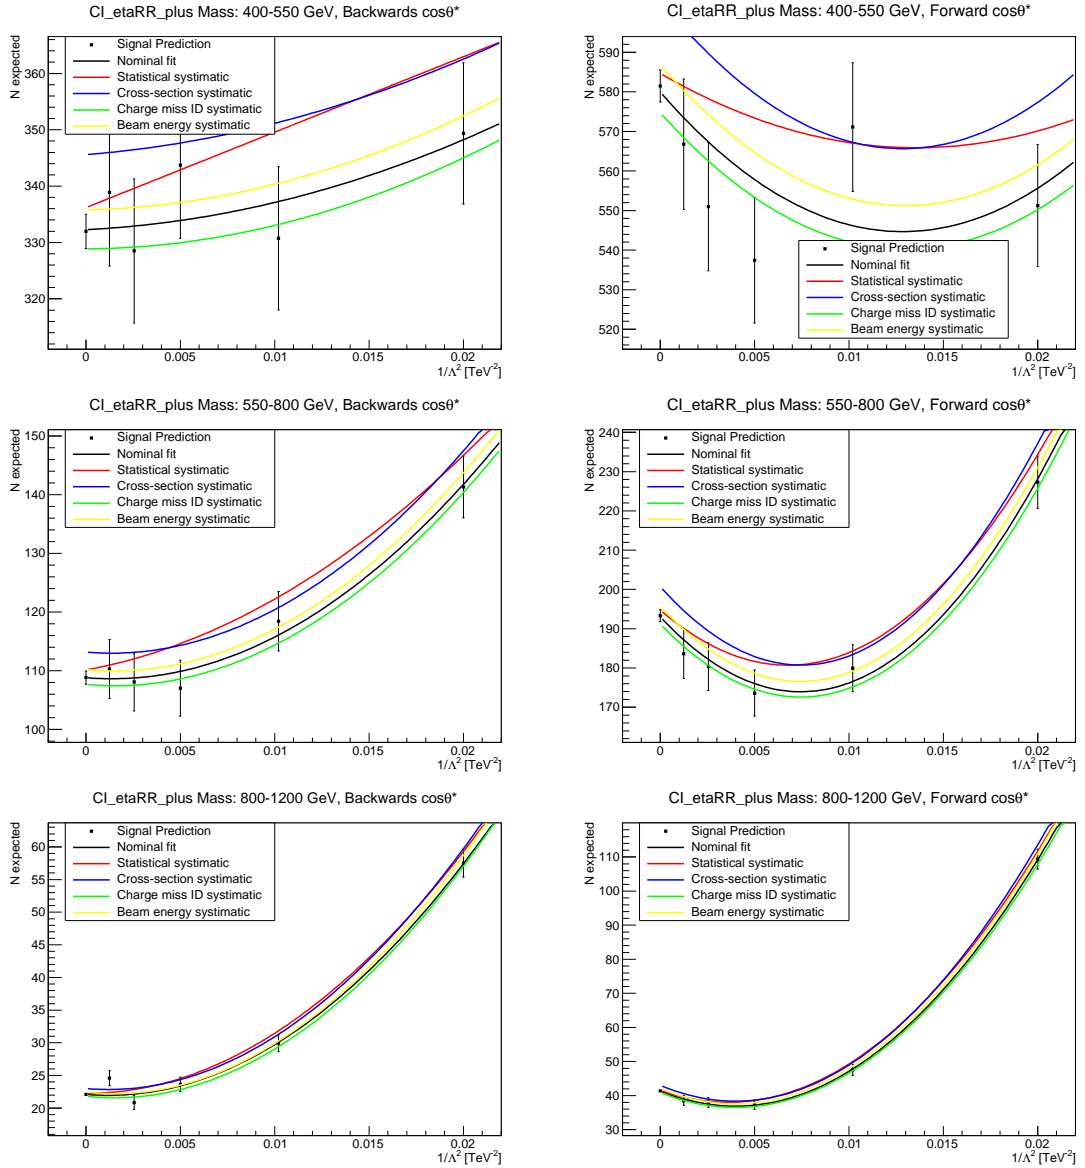 CI_etaRR_plus Mass: 400-550 GeV, Backwards cosθ*
N expected
Signal Prediction
Nominal fit
Statistical systimatic
Cross-section systimatic
Charge miss ID systimatic
Beam energy systimatic
360
350
340
330
320
0 0.005 0.01 0.015 0.02
1/Λ² [TeV⁻²]
CI_etaRR_plus Mass: 400-550 GeV, Forward cosθ*
N expected
590
580
570
560
550
540
530
520
Signal Prediction
Nominal fit
Statistical systimatic
Cross-section systimatic
Charge miss ID systimatic
Beam energy systimatic
0 0.005 0.01 0.015 0.02
1/Λ² [TeV⁻²]
CI_etaRR_plus Mass: 550-800 GeV, Backwards cosθ*
N expected
Signal Prediction
Nominal fit
Statistical systimatic
Cross-section systimatic
Charge miss ID systimatic
Beam energy systimatic
150
140
130
120
110
100
0 0.005 0.01 0.015 0.02
1/Λ² [TeV⁻²]
CI_etaRR_plus Mass: 550-800 GeV, Forward cosθ*
N expected
Signal Prediction
Nominal fit
Statistical systimatic
Cross-section systimatic
Charge miss ID systimatic
Beam energy systimatic
240
230
220
210
200
190
180
170
0 0.005 0.01 0.015 0.02
1/Λ² [TeV⁻²]
CI_etaRR_plus Mass: 800-1200 GeV, Backwards cosθ*
N expected
Signal Prediction
Nominal fit
Statistical systimatic
Cross-section systimatic
Charge miss ID systimatic
Beam energy systimatic
60
55
50
45
40
35
30
25
20
0 0.005 0.01 0.015 0.02
1/Λ² [TeV⁻²]
CI_etaRR_plus Mass: 800-1200 GeV, Forward cosθ*
N expected
Signal Prediction
Nominal fit
Statistical systimatic
Cross-section systimatic
Charge miss ID systimatic
Beam energy systimatic
110
100
90
80
70
60
50
40
30
0 0.005 0.01 0.015 0.02
1/Λ² [TeV⁻²]